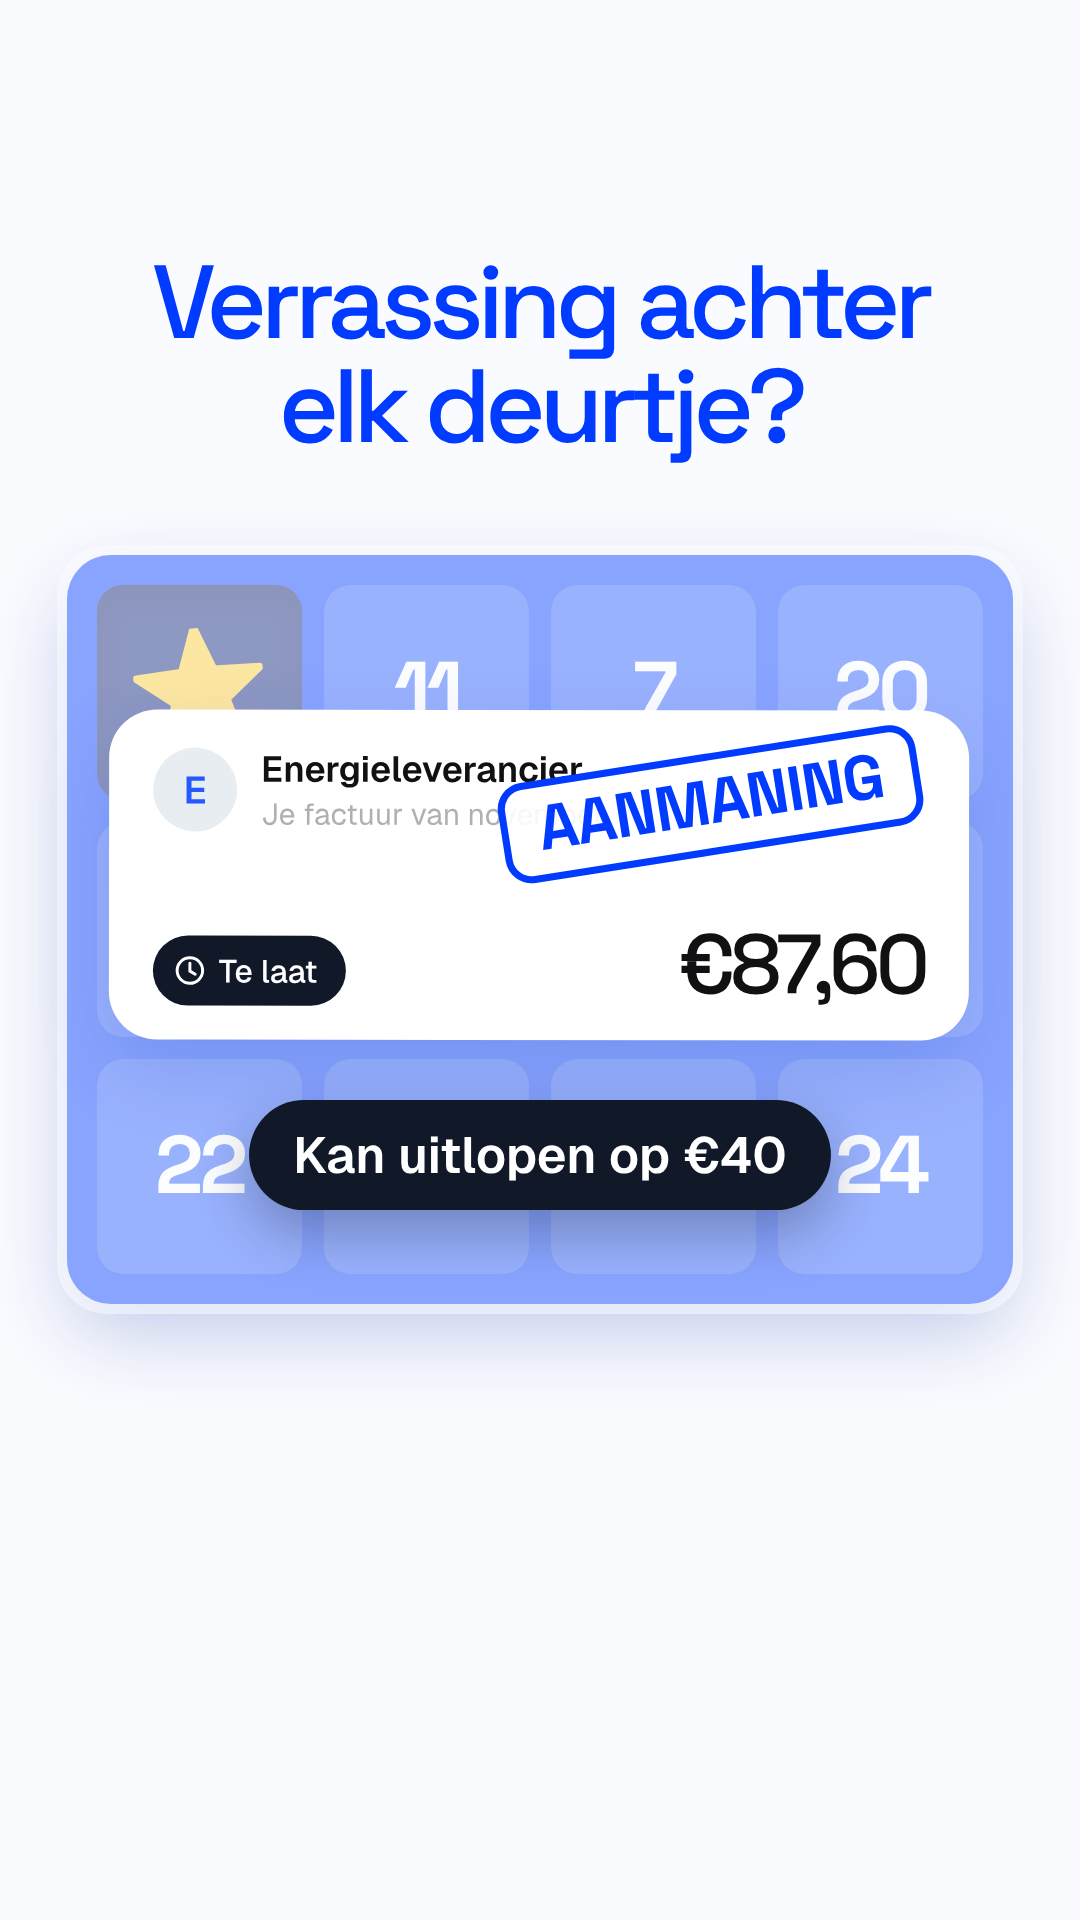 Verrassing achter
elk deurtje?
11
7
20
E
Energieleverancier
Je factuur van
AANMANING
Te laat
€87,60
22
Kan uitlopen op €40
24